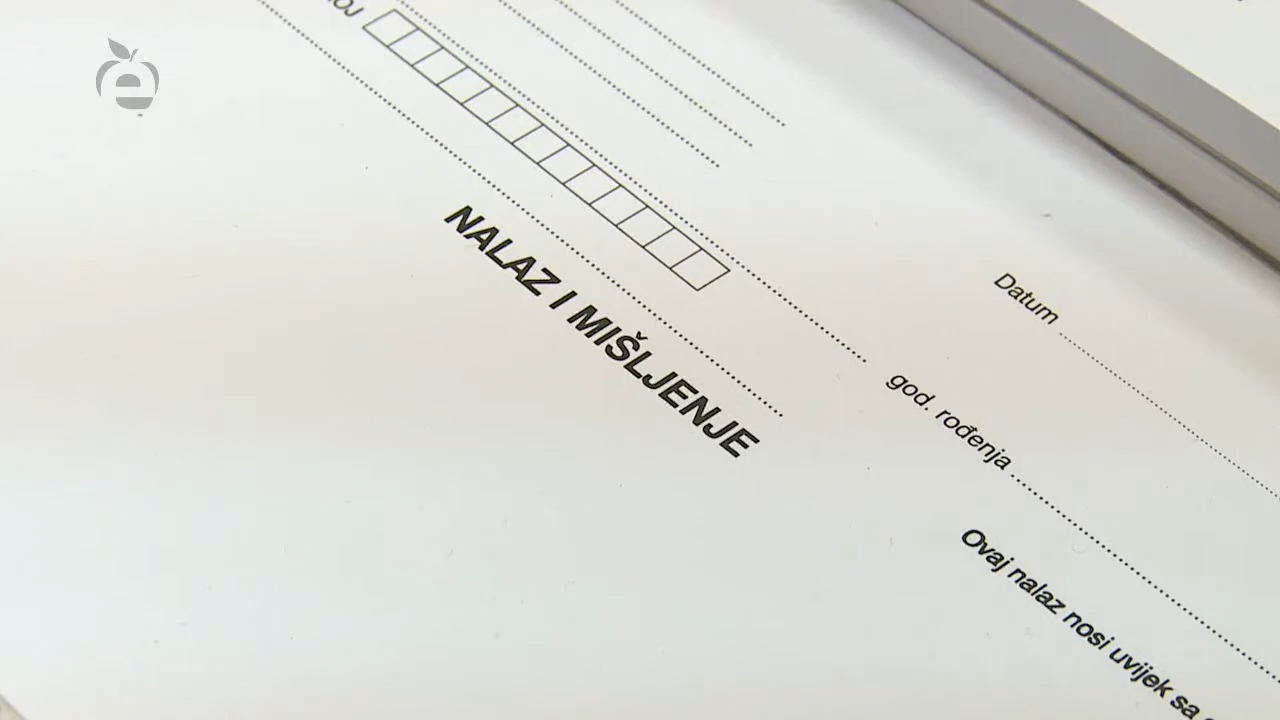 Datum
god. rođenja
NALAZ I MIŠLJENJE
Ovaj nalaz nosi uvijek sa